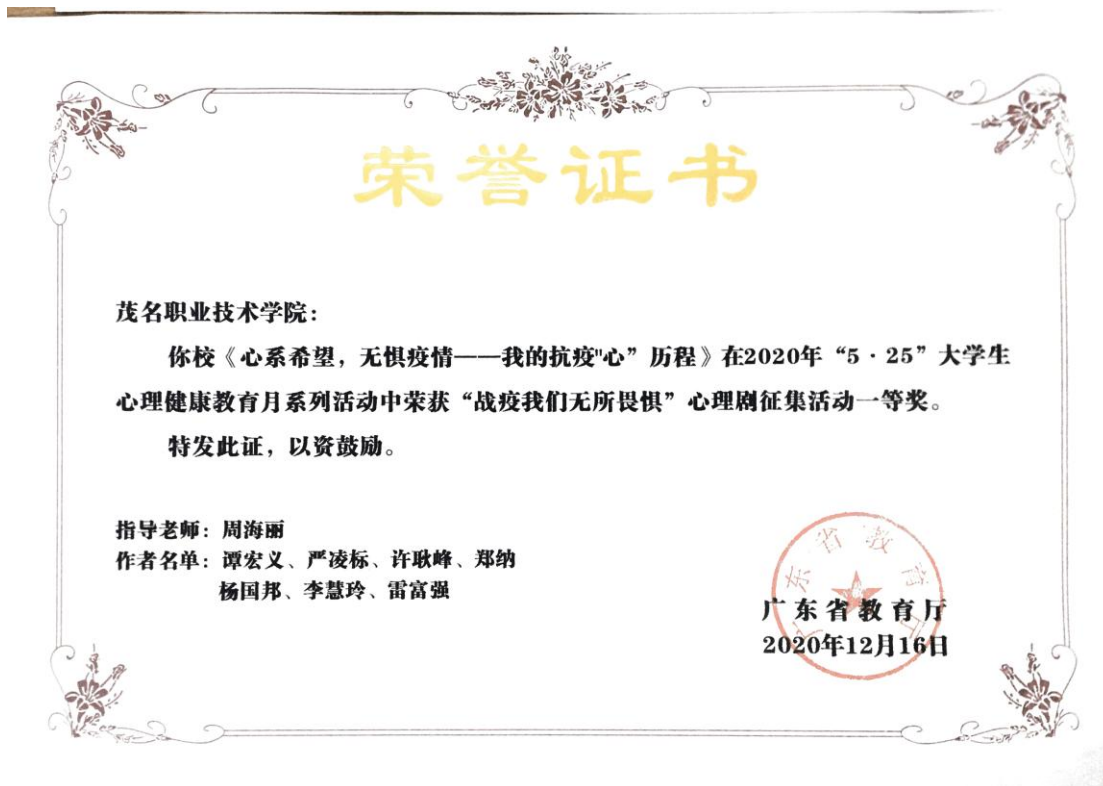 荣誉证书
茂名职业技术学院：
你校《心系希望，无惧疫情——我的抗疫"心”历程》在2020年“5·25”大学生
心理健康教育月系列活动中荣获“战疫我们无所畏惧”心理剧征集活动一等奖。
特发此证，以资鼓励。
指导老师：周海丽
作者名单：谭宏义、严凌标、许耿峰、郑纳
杨国邦、李慧玲、雷富强
广东省教育厅
广东省教育厅
2020年12月16日